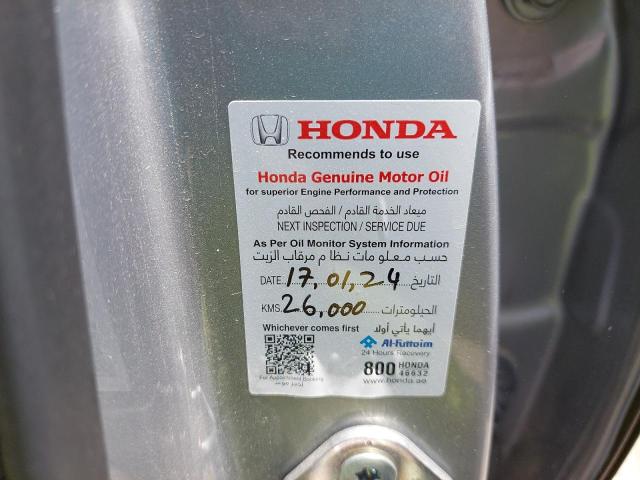 HONDA
Recommends to use
Honda Genuine Motor Oil
for superior Engine Performance and Protection
ميعاد الخدمة القادم / الفحص القادم
NEXT INSPECTION / SERVICE DUE
As Per Oil Monitor System Information
حسب معلومات نظام مرقاب الزيت
DATE 17,01,24 التاريخ
KMS 26,000 الكيلومترات
Whichever comes first أيهما يأتي أولا
Al-Futtaim
24 Hours Recovery
800 HONDA
46632
www.honda.ae